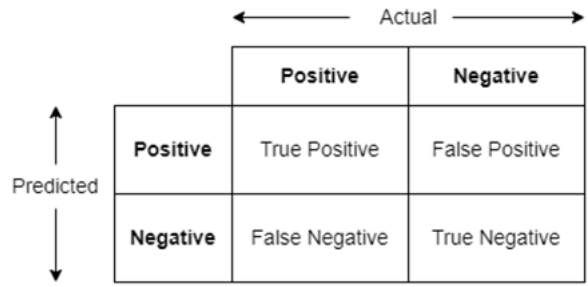 Actual
Positive Negative
Positive True Positive False Positive
Predicted
Negative False Negative True Negative